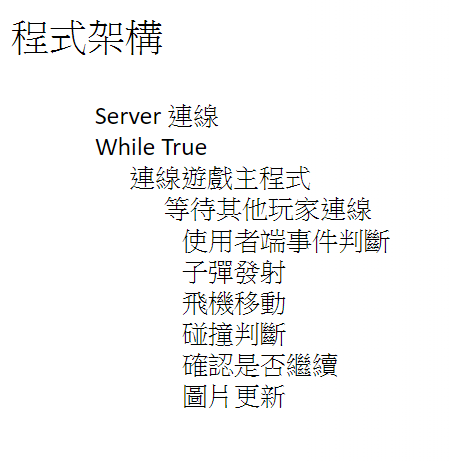 程式架構
Server 連線
While True
連線遊戲主程式
等待其他玩家連線
使用者端事件判斷
子彈發射
飛機移動
碰撞判斷
確認是否繼續
圖片更新